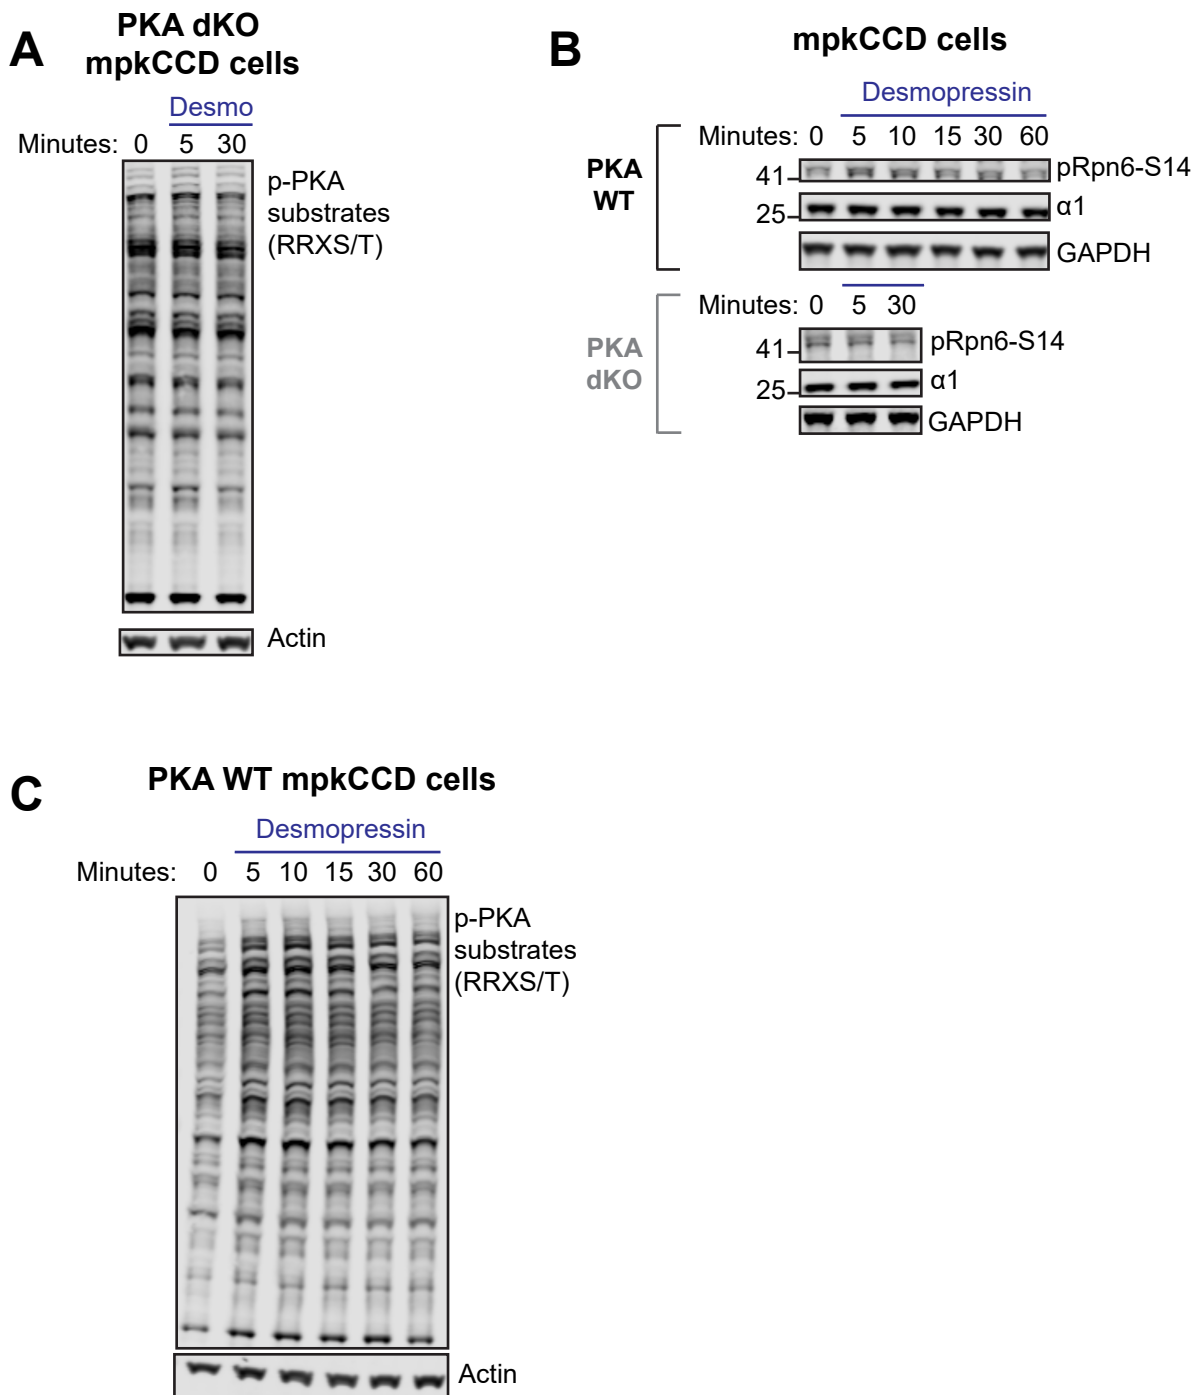 A
PKA dKO
mpkCCD cells
Desmo
Minutes: 0 5 30
p-PKA
substrates
(RRXS/T)
Actin
B
mpkCCD cells
Desmopressin
Minutes: 0 5 10 15 30 60
PKA
WT
41
pRpn6-S14
25
α1
GAPDH
Minutes: 0 5 30
PKA
dKO
41
pRpn6-S14
25
α1
GAPDH
C
PKA WT mpkCCD cells
Desmopressin
Minutes: 0 5 10 15 30 60
p-PKA
substrates
(RRXS/T)
Actin